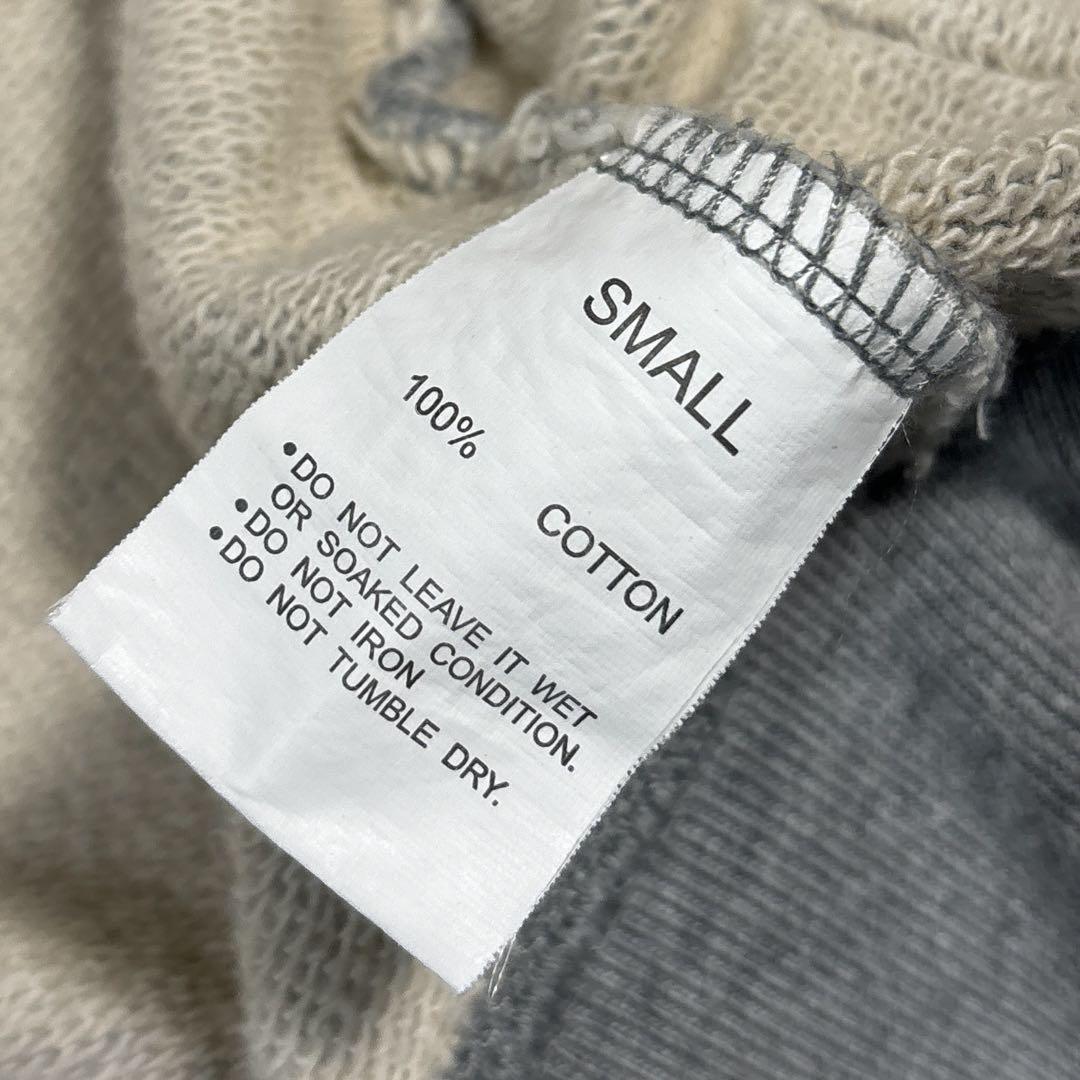 SMALL
100% COTTON
•DO NOT LEAVE IT WET
OR SOAKED CONDITION.
•DO NOT IRON
•DO NOT TUMBLE DRY.